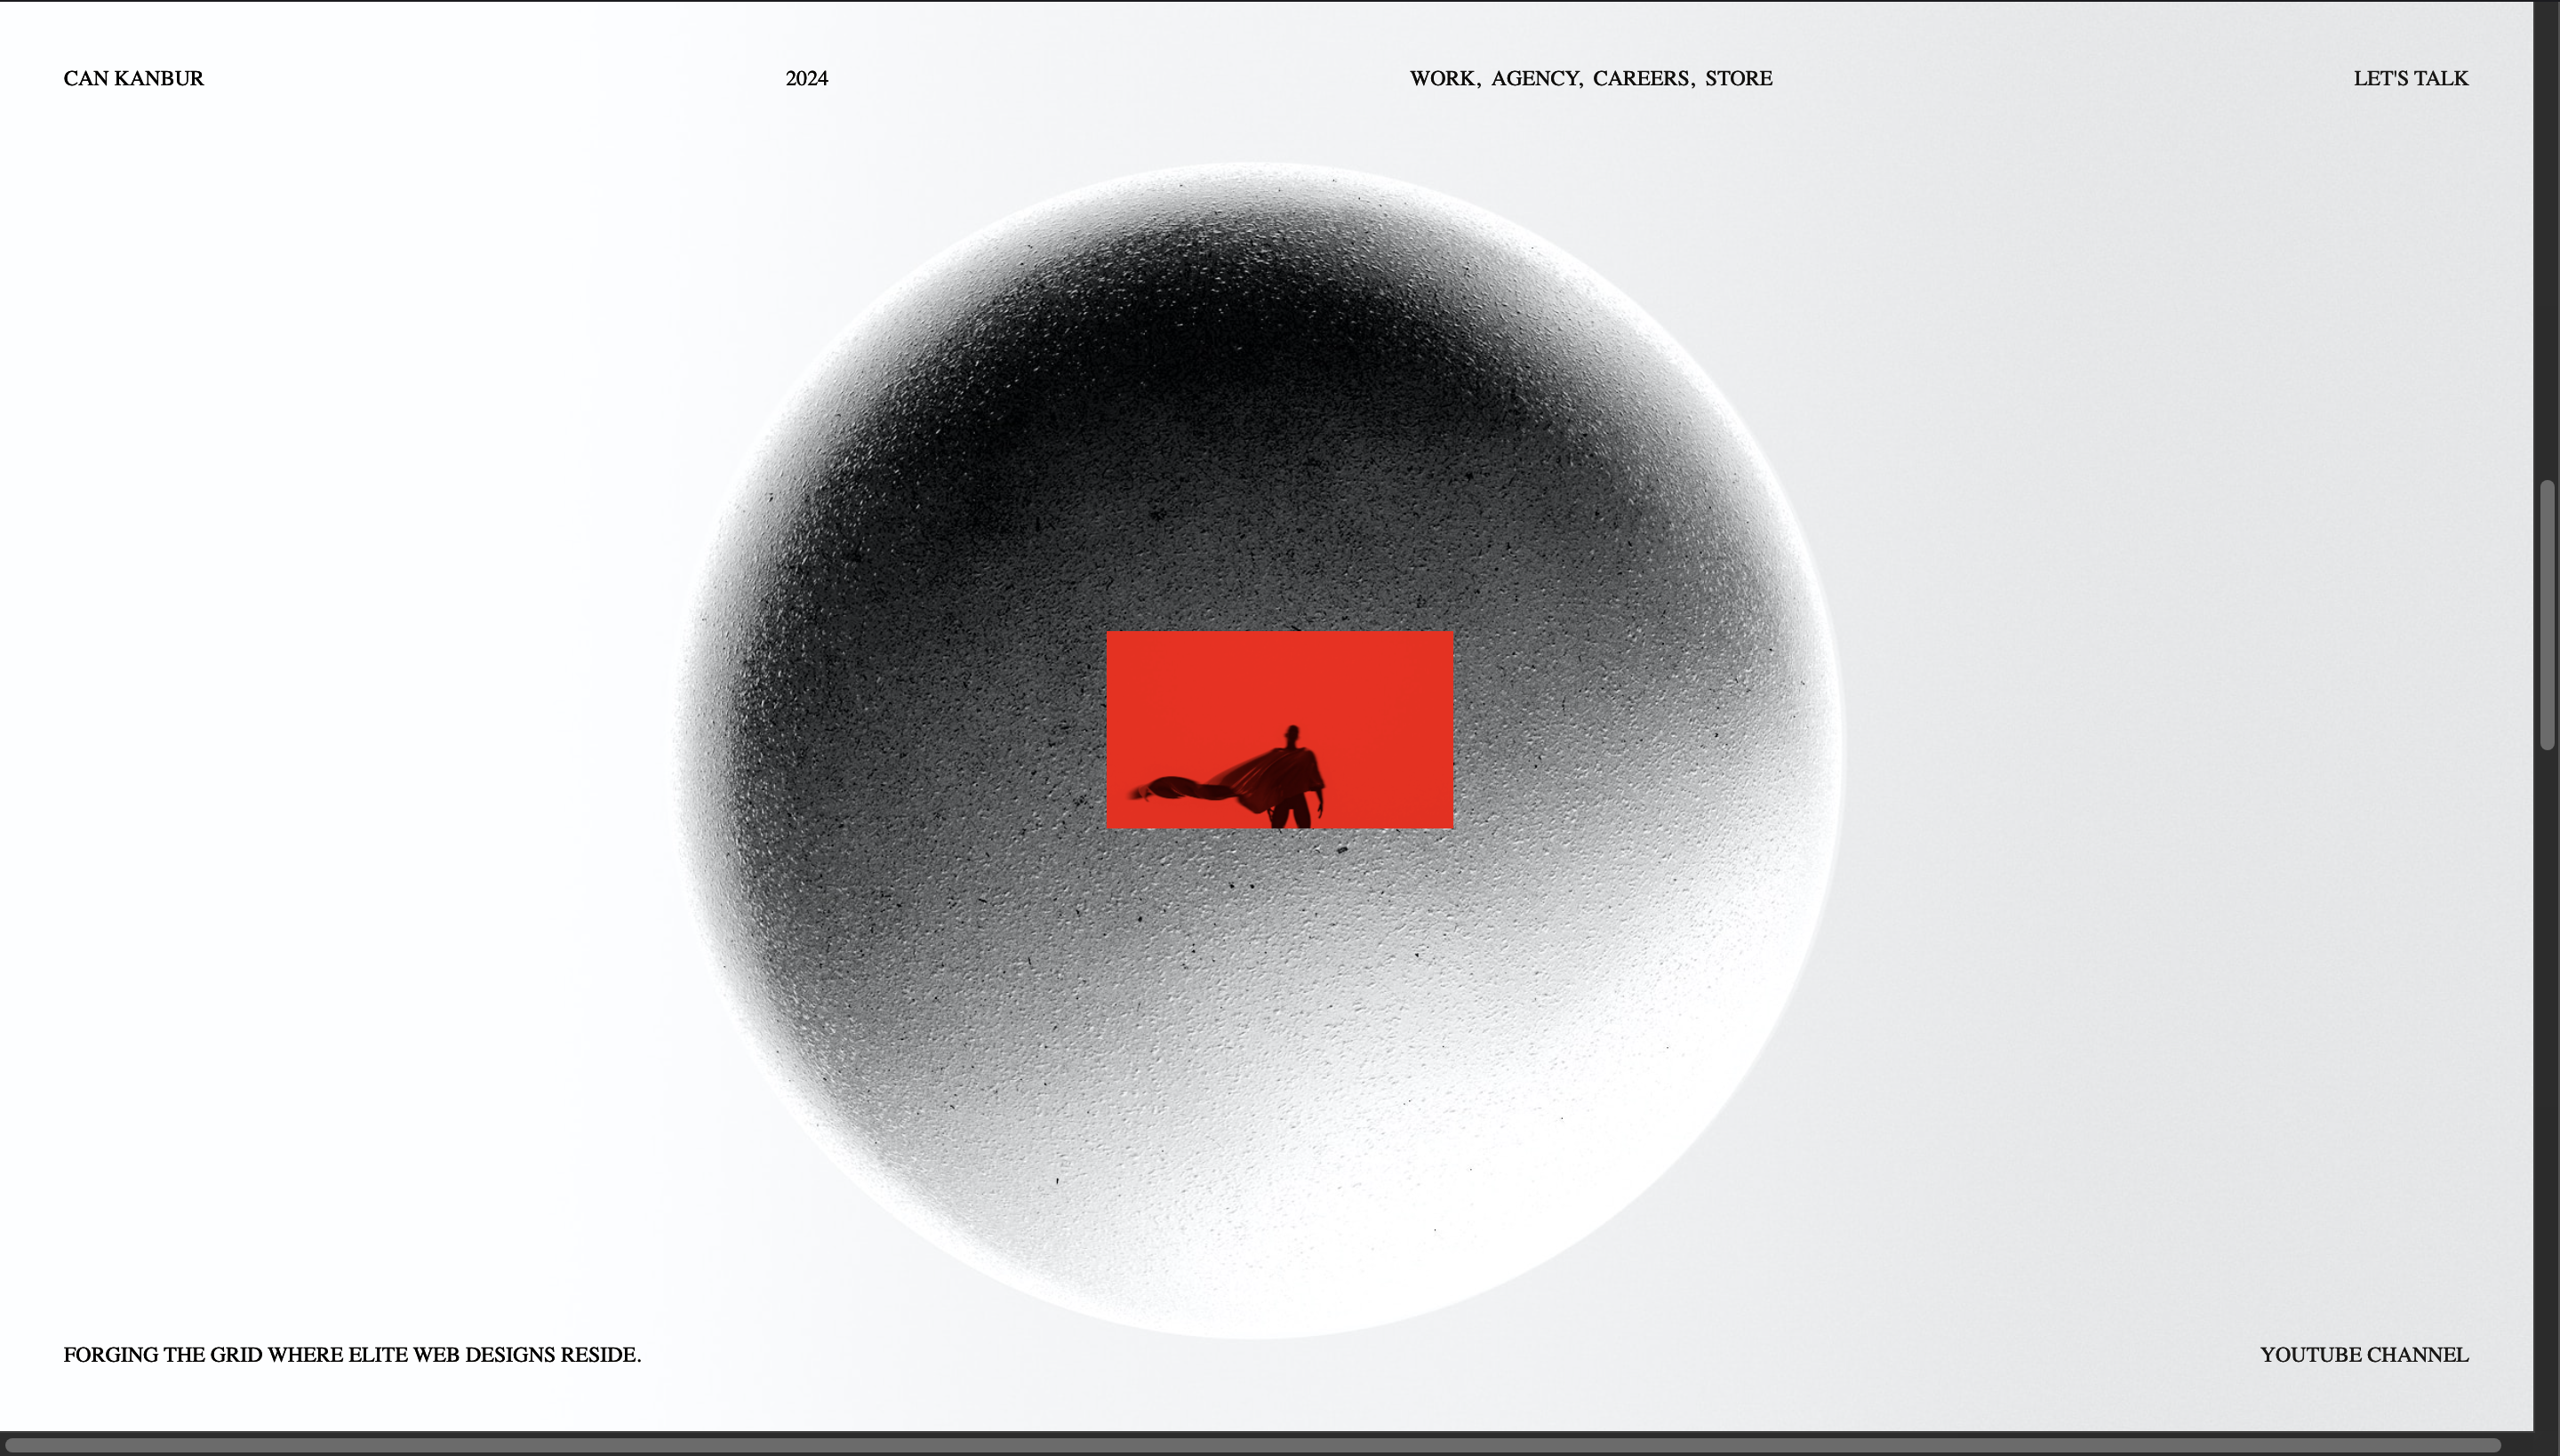 CAN KANBUR
2024
WORK, AGENCY, CAREERS, STORE
LET'S TALK
FORGING THE GRID WHERE ELITE WEB DESIGNS RESIDE.
YOUTUBE CHANNEL